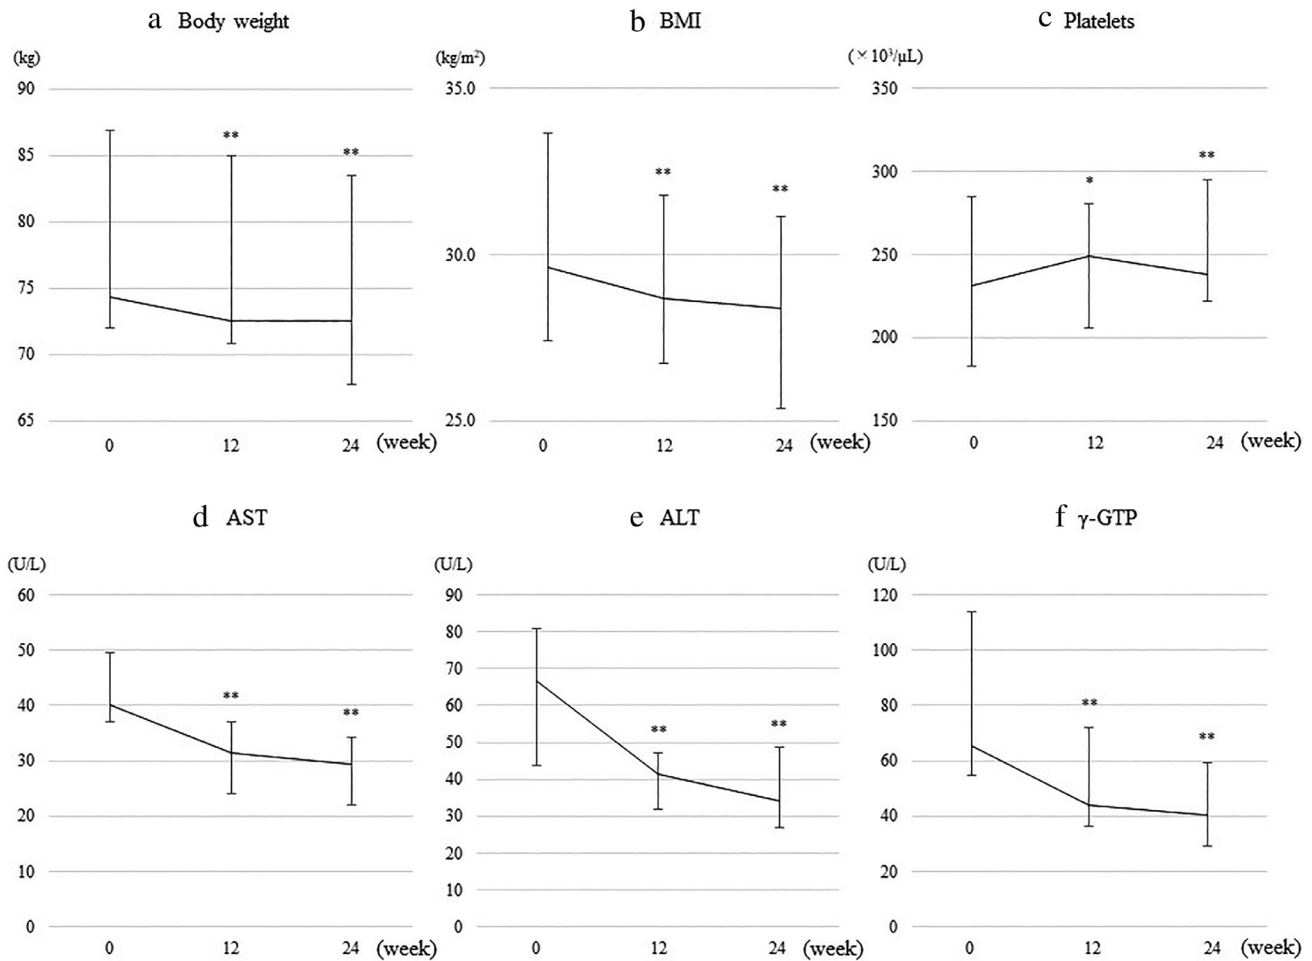 a Body weight
(kg)
90
85
80
75
70
65
** **
0 12 24 (week)
b BMI
(kg/m²)
35.0
30.0
25.0
** **
0 12 24 (week)
c Platelets
(×10³/μL)
350
300
250
200
150
* **
0 12 24 (week)
d AST
(U/L)
60
50
40
30
20
10
0
** **
0 12 24 (week)
e ALT
(U/L)
90
80
70
60
50
40
30
20
10
0
** **
0 12 24 (week)
f γ-GTP
(U/L)
120
100
80
60
40
20
0
** **
0 12 24 (week)